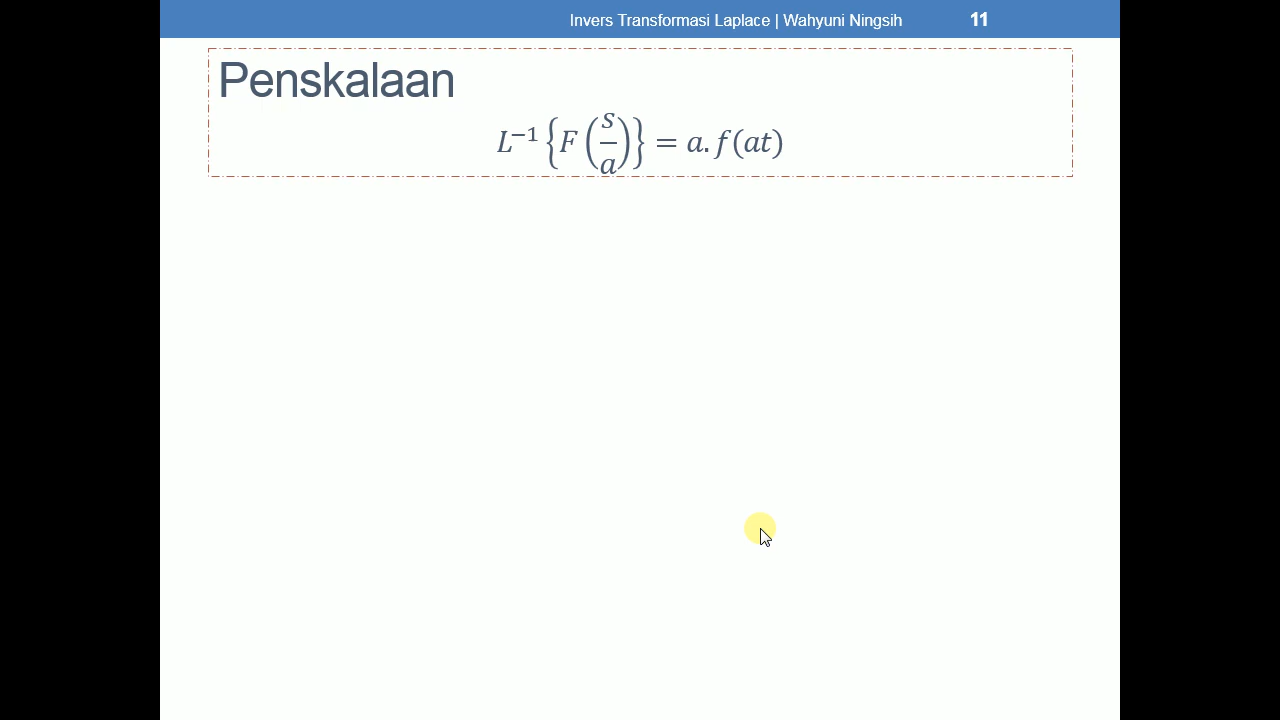 Invers Transformasi Laplace | Wahyuni Ningsih 11
Penskalaan
L⁻¹ {F (s/a)} = a. f(at)